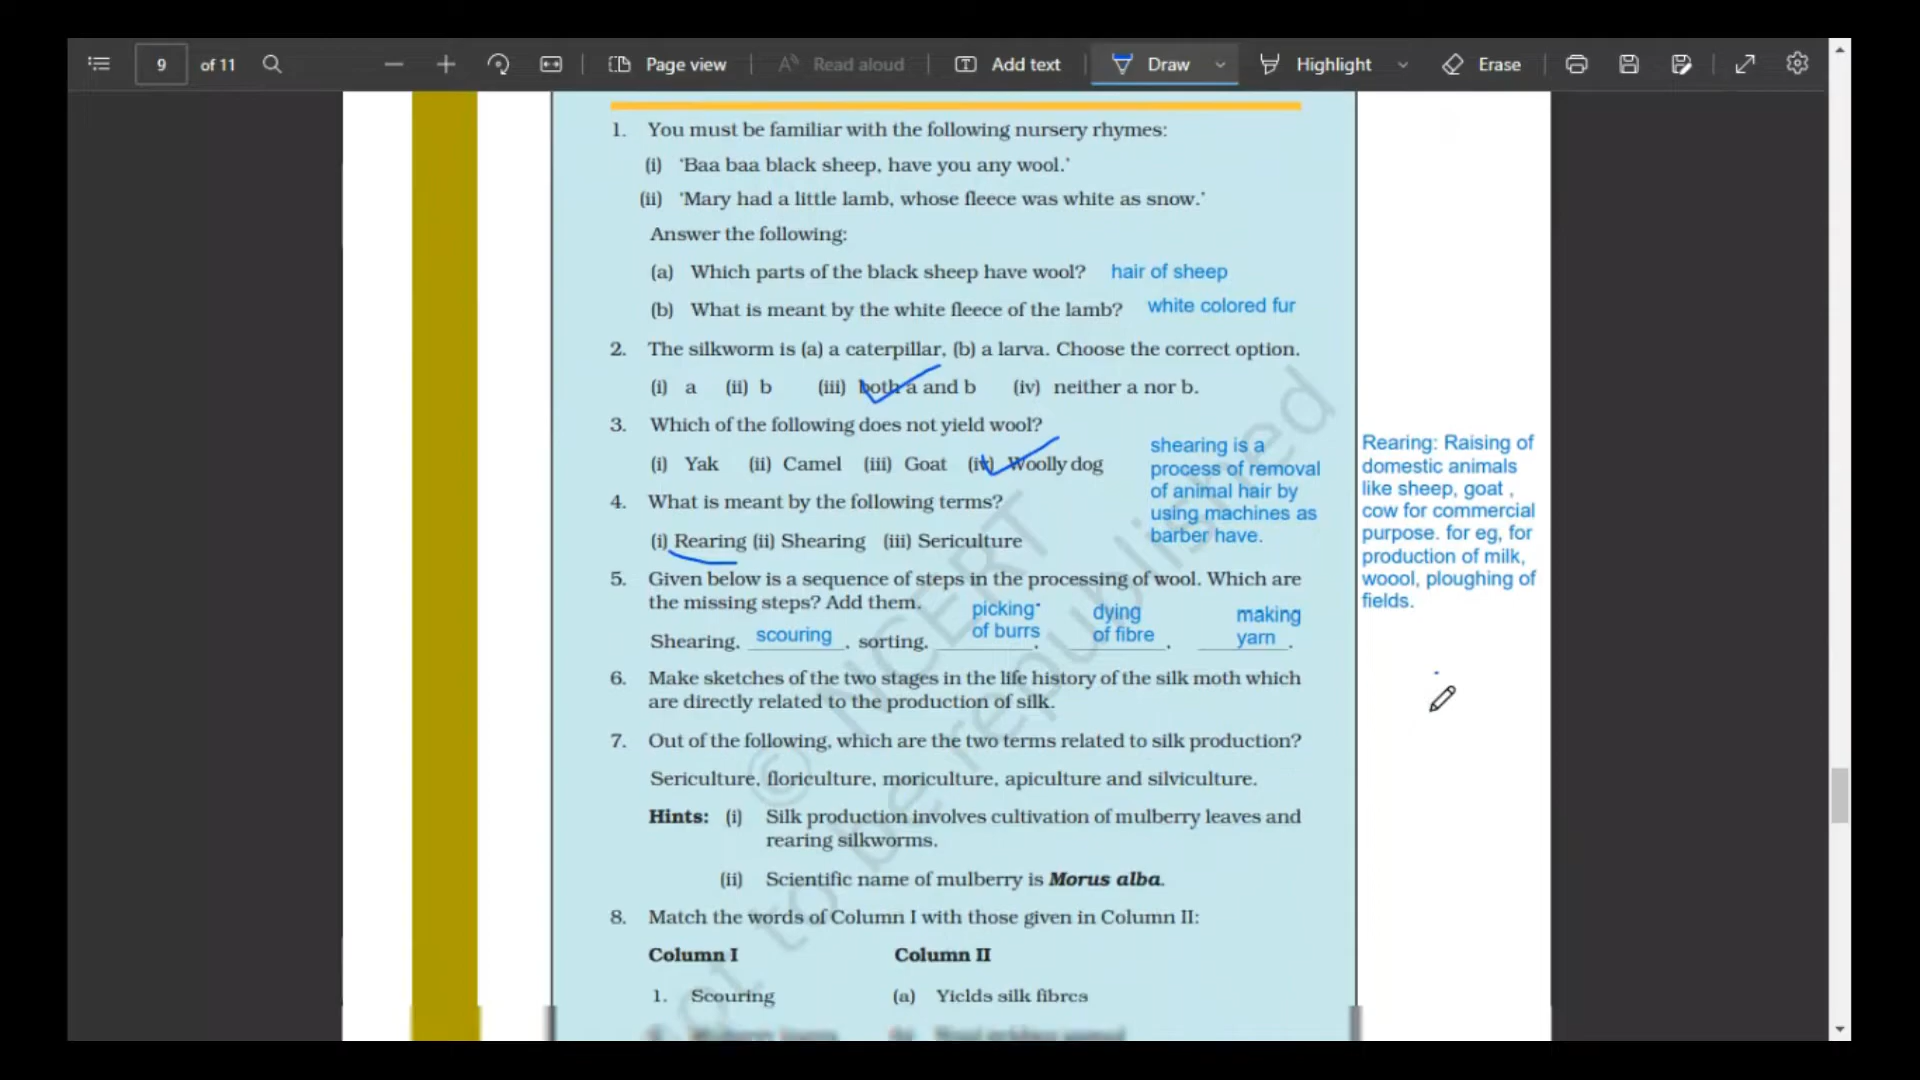 9 of 11 Page view Read aloud Add text Draw Highlight Erase
1. You must be familiar with the following nursery rhymes:
(i) 'Baa baa black sheep, have you any wool.'
(ii) 'Mary had a little lamb, whose fleece was white as snow.'
Answer the following:
(a) Which parts of the black sheep have wool? hair of sheep
(b) What is meant by the white fleece of the lamb? white colored fur
2. The silkworm is (a) a caterpillar, (b) a larva. Choose the correct option.
(i) a (ii) b (iii) both a and b (iv) neither a nor b.
3. Which of the following does not yield wool?
(i) Yak (ii) Camel (iii) Goat (iv) Woolly dog
shearing is a
process of removal
of animal hair by
using machines as
barber have.
Rearing: Raising of
domestic animals
like sheep, goat ,
cow for commercial
purpose. for eg, for
production of milk,
woool, ploughing of
fields.
4. What is meant by the following terms?
(i) Rearing (ii) Shearing (iii) Sericulture
5. Given below is a sequence of steps in the processing of wool. Which are
the missing steps? Add them.
picking dying making
of burrs of fibre yarn
Shearing, scouring, sorting, , , .
6. Make sketches of the two stages in the life history of the silk moth which
are directly related to the production of silk.
7. Out of the following, which are the two terms related to silk production?
Sericulture, floriculture, moriculture, apiculture and silviculture.
Hints: (i) Silk production involves cultivation of mulberry leaves and
rearing silkworms.
(ii) Scientific name of mulberry is Morus alba.
8. Match the words of Column I with those given in Column II:
Column I Column II
1. Scouring (a) Yields silk fibres
© NCERT
not to be republished